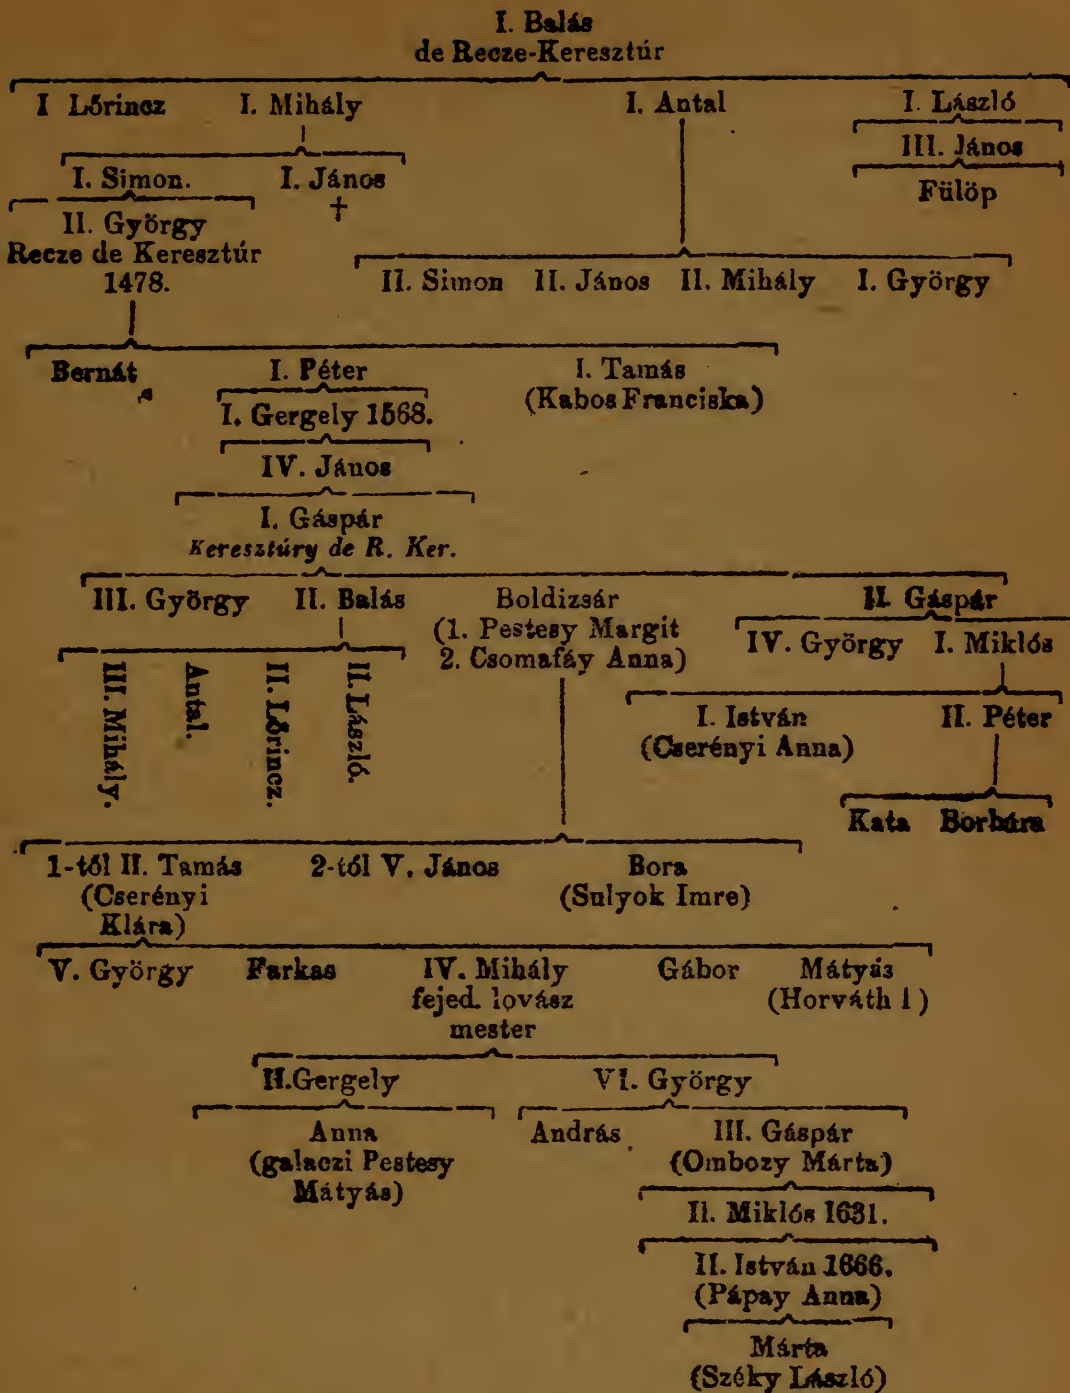 I. Balás
de Recze-Keresztúr
I Lőrincz I. Mihály I. Antal I. László
III. János
I. Simon. I. János Fülöp
†
II. György
Recze de Keresztúr
1478.
II. Simon II. János II. Mihály I. György
Bernát I. Péter I. Tamás
(Kabos Franciska)
I. Gergely 1568.
IV. János
I. Gáspár
Keresztúry de R. Ker.
III. György II. Balás Boldizsár II. Gáspár
(1. Pestesy Margit
2. Csomafáy Anna)
IV. György I. Miklós
III. Mihály.
Antal.
II. Lőrincz.
II. László.
I. István II. Péter
(Cserényi Anna)
Kata Borbára
1-től II. Tamás 2-től V. János Bora
(Cserényi (Sulyok Imre)
Klára)
V. György Farkas IV. Mihály Gábor Mátyás
fejed. lovász (Horváth I)
mester
II. Gergely VI. György
Anna András III. Gáspár
(galaczi Pestesy (Ombozy Márta)
Mátyás)
II. Miklós 1631.
II. István 1666.
(Pápay Anna)
Márta
(Széky László)